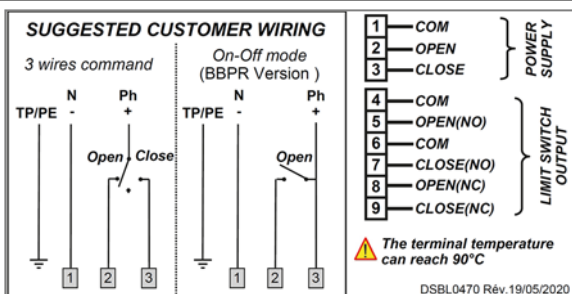 SUGGESTED CUSTOMER WIRING
3 wires command
N Ph
TP/PE - +
Open Close
1 2 3
On-Off mode
(BBPR Version )
N Ph
TP/PE - +
Open
1 2 3
1 COM
2 OPEN
3 CLOSE
POWER
SUPPLY
4 COM
5 OPEN(NO)
6 COM
7 CLOSE(NO)
8 OPEN(NC)
9 CLOSE(NC)
LIMIT SWITCH
OUTPUT
The terminal temperature
can reach 90°C
DSBL0470 Rév.19/05/2020